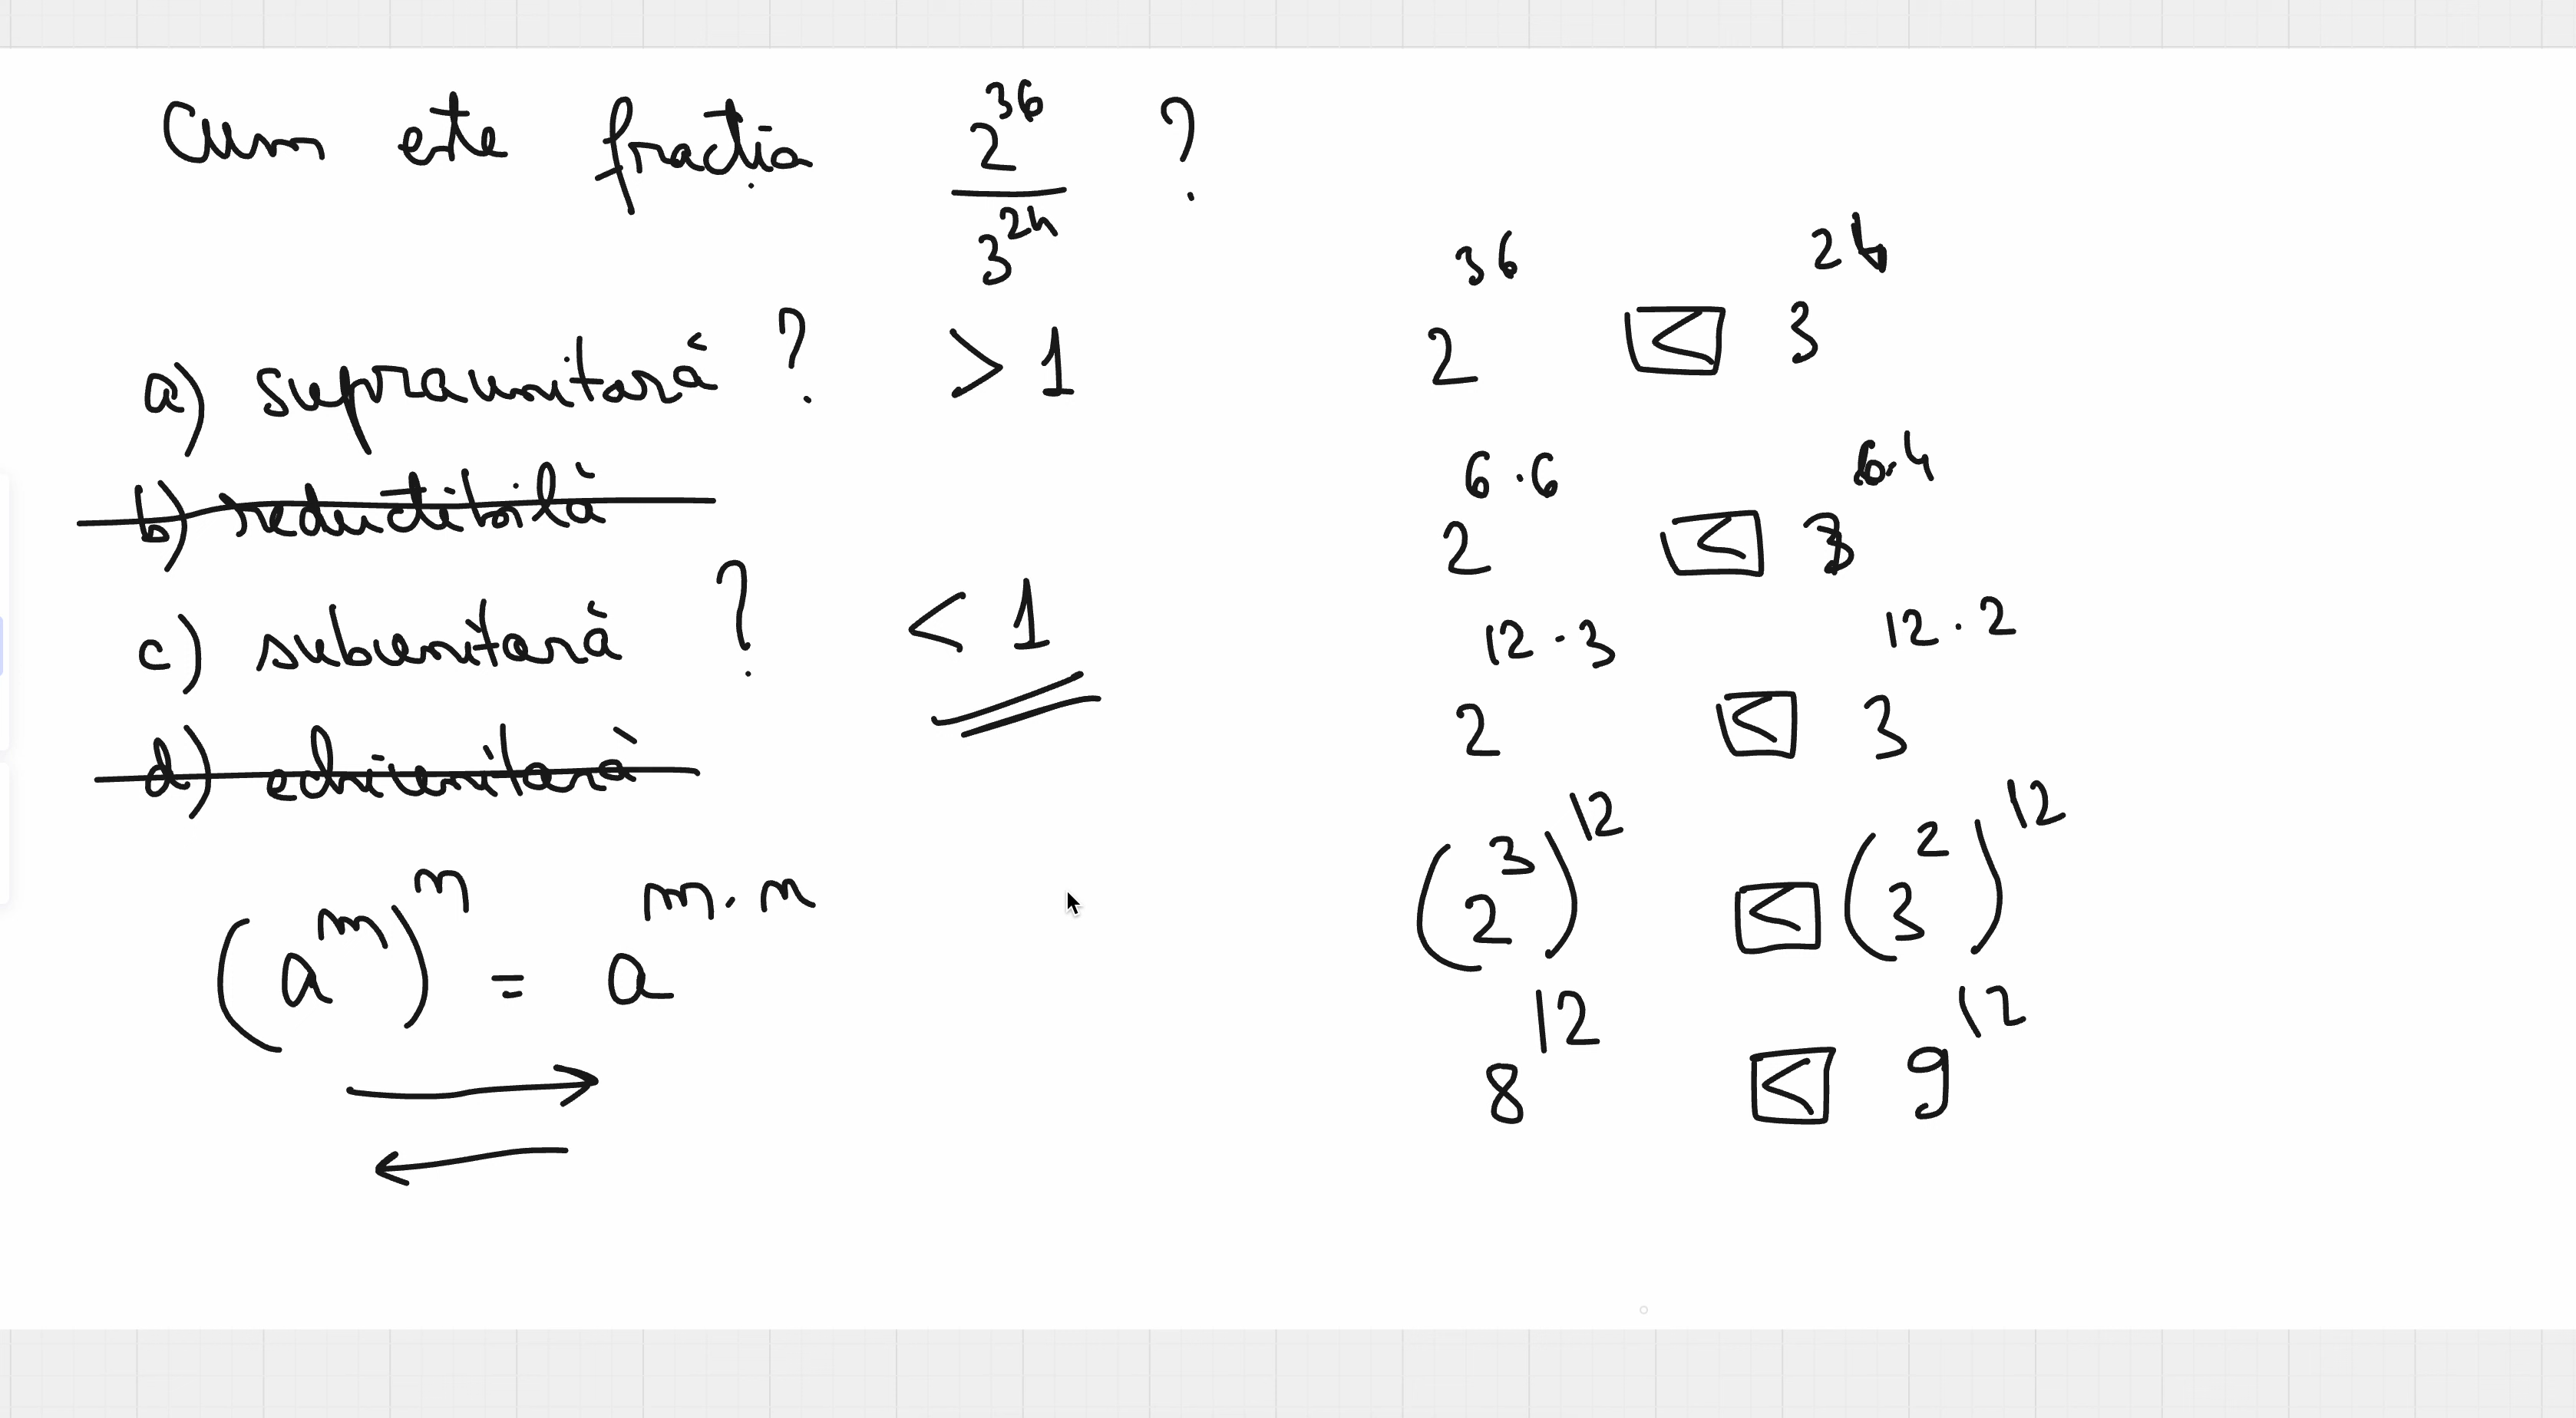 Cum este fracția 2^36/3^24 ?
a) supraunitară ? > 1
b) reductibilă
c) subunitară ? < 1
d) echiunitară
(a^m)^n = a^m·n
2^36 < 3^24
2^6·6 < 3^6·4
2^12·3 < 3^12·2
(2^3)^12 < (3^2)^12
8^12 < 9^12